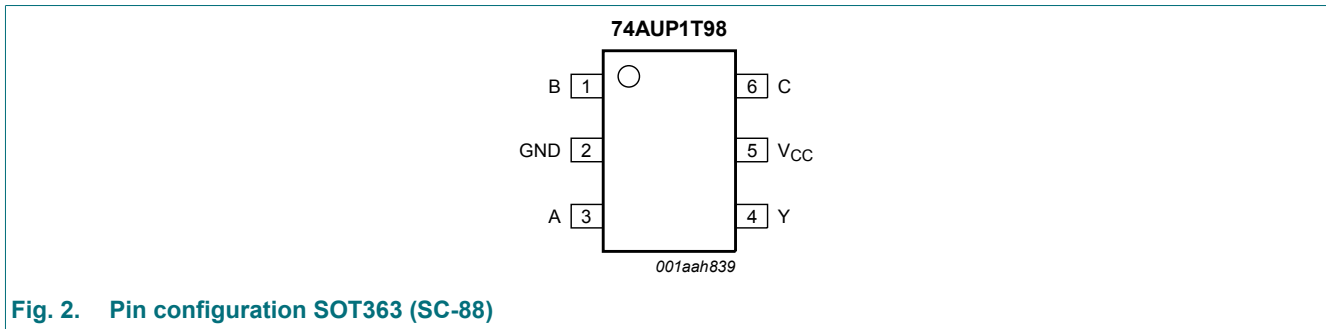 74AUP1T98
B 1 6 C
GND 2 5 VCC
A 3 4 Y
001aah839
Fig. 2. Pin configuration SOT363 (SC-88)